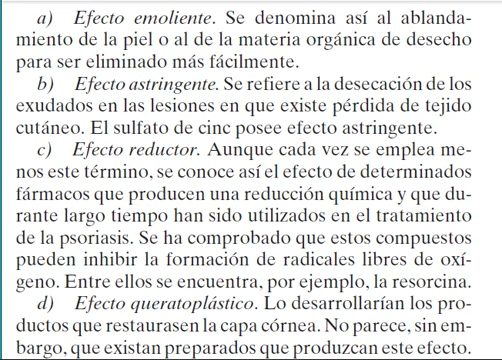 a) Efecto emoliente. Se denomina así al ablanda-
miento de la piel o al de la materia orgánica de desecho
para ser eliminado más fácilmente.
b) Efecto astringente. Se refiere a la desecación de los
exudados en las lesiones en que existe pérdida de tejido
cutáneo. El sulfato de cinc posee efecto astringente.
c) Efecto reductor. Aunque cada vez se emplea me-
nos este término, se conoce así el efecto de determinados
fármacos que producen una reducción química y que du-
rante largo tiempo han sido utilizados en el tratamiento
de la psoriasis. Se ha comprobado que estos compuestos
pueden inhibir la formación de radicales libres de oxí-
geno. Entre ellos se encuentra, por ejemplo, la resorcina.
d) Efecto queratoplástico. Lo desarrollarían los pro-
ductos que restaurasen la capa córnea. No parece, sin em-
bargo, que existan preparados que produzcan este efecto.